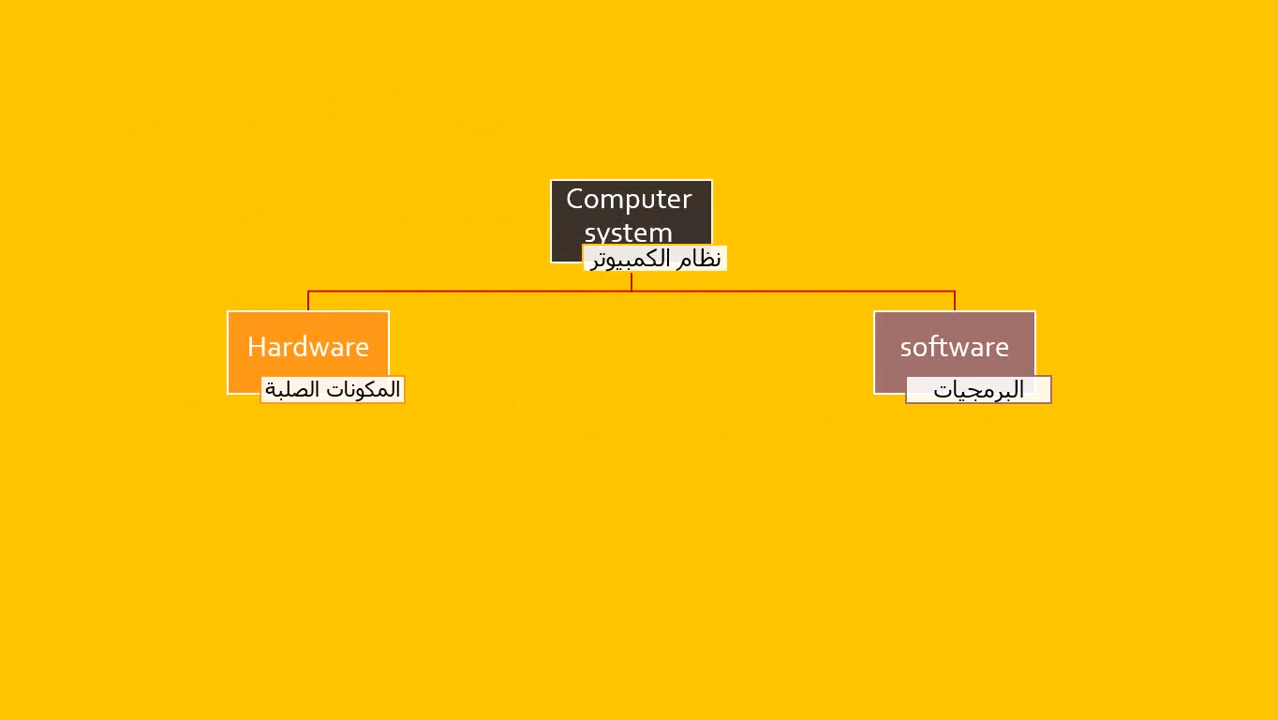 Computer
system
نظام الكمبيوتر
Hardware
المكونات الصلبة
software
البرمجيات